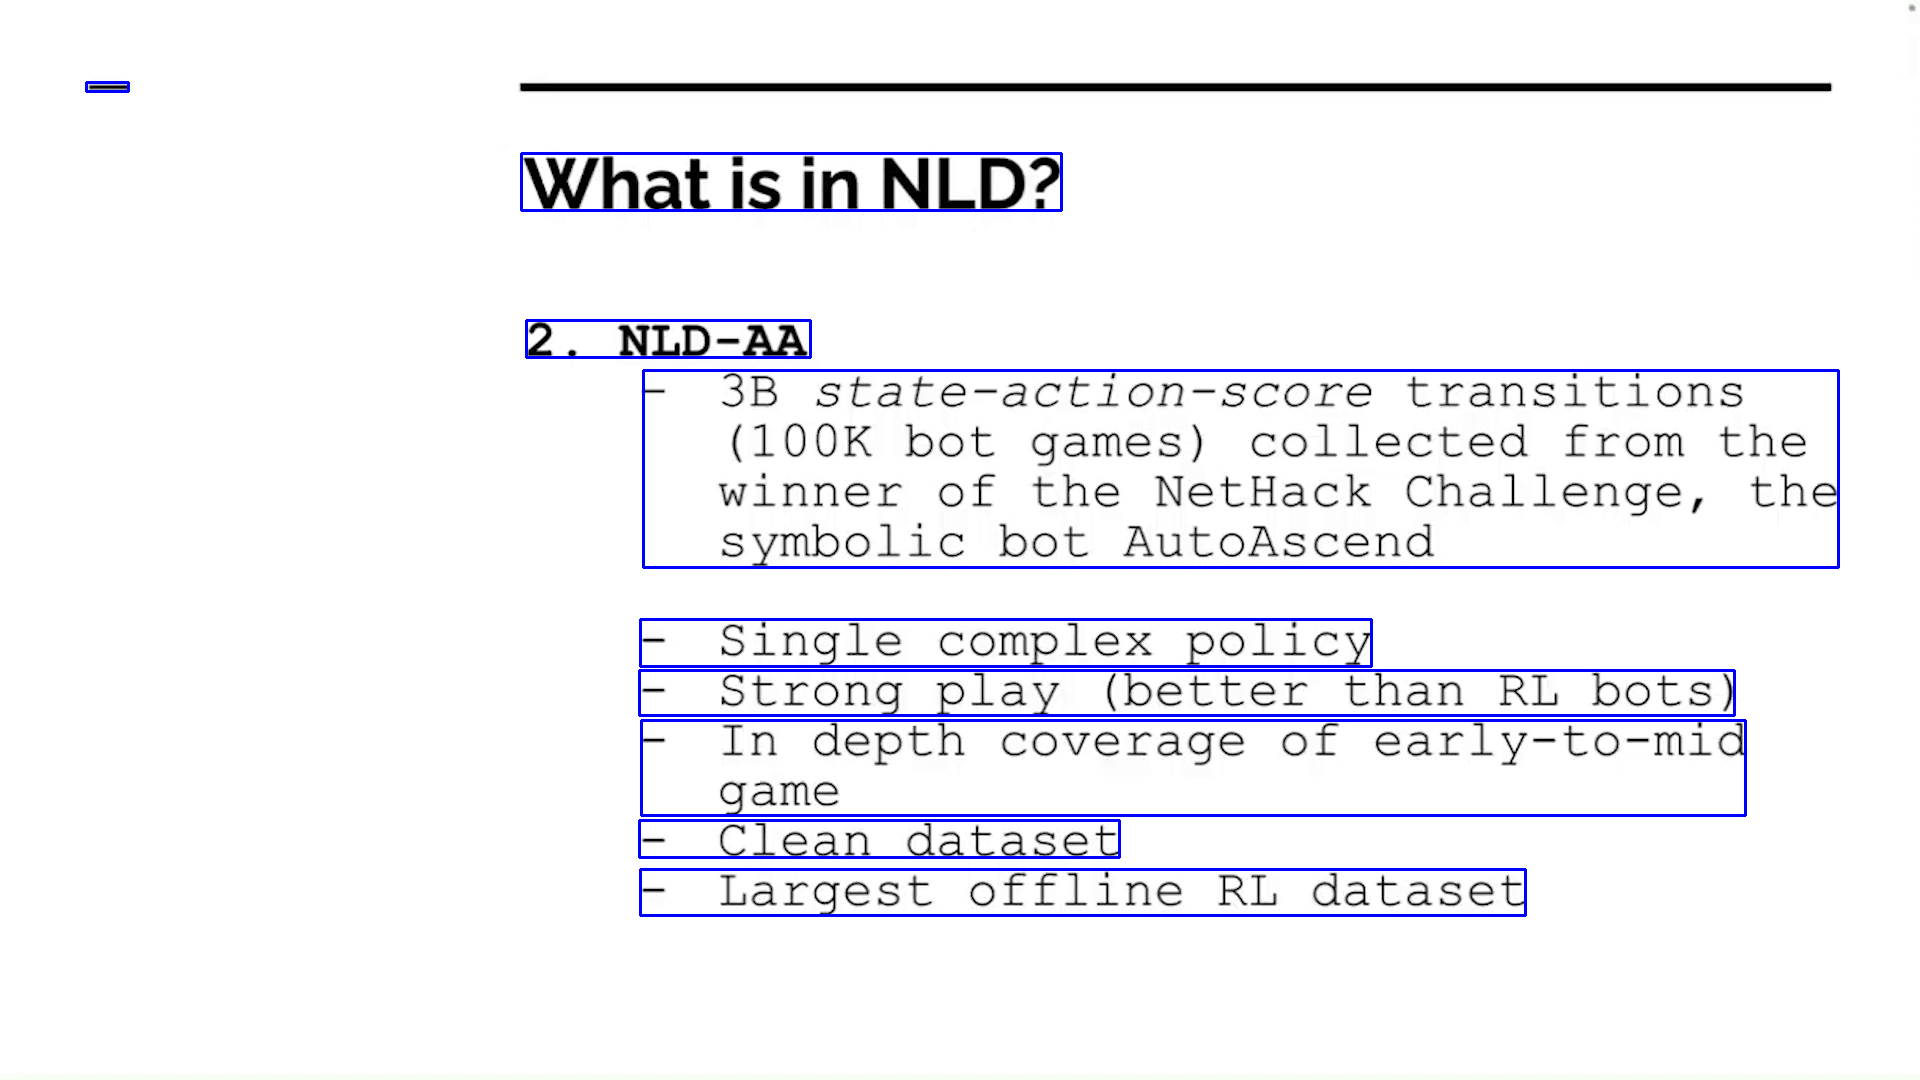 What is in NLD?
2. NLD-AA
- 3B state-action-score transitions
(100K bot games) collected from the
winner of the NetHack Challenge, the
symbolic bot AutoAscend
- Single complex policy
- Strong play (better than RL bots)
- In depth coverage of early-to-mid
game
- Clean dataset
- Largest offline RL dataset